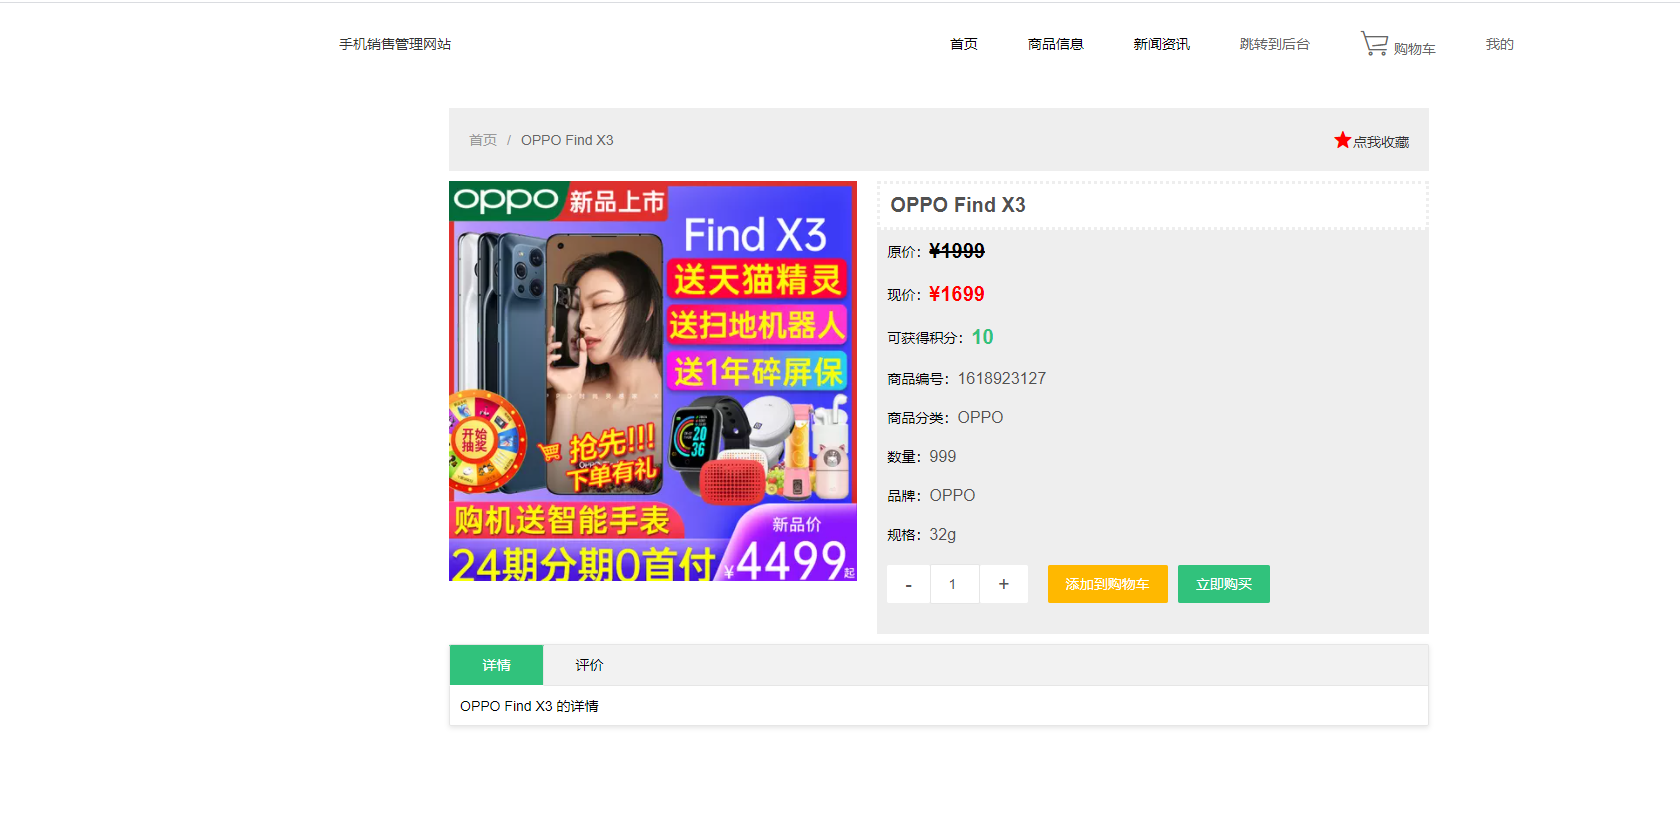 手机销售管理网站 首页 商品信息 新闻资讯 跳转到后台 购物车 我的
首页 / OPPO Find X3 点我收藏
oppo 新品上市
Find X3
送天猫精灵
送扫地机器人
送1年碎屏保
开始
抽奖
抢先!!!
下单有礼
20
36
购机送智能手表
新品价
24期分期0首付 ¥4499起
OPPO Find X3
原价：¥1999
现价：¥1699
可获得积分：10
商品编号：1618923127
商品分类：OPPO
数量：999
品牌：OPPO
规格：32g
- 1 + 添加到购物车 立即购买
详情 评价
OPPO Find X3 的详情